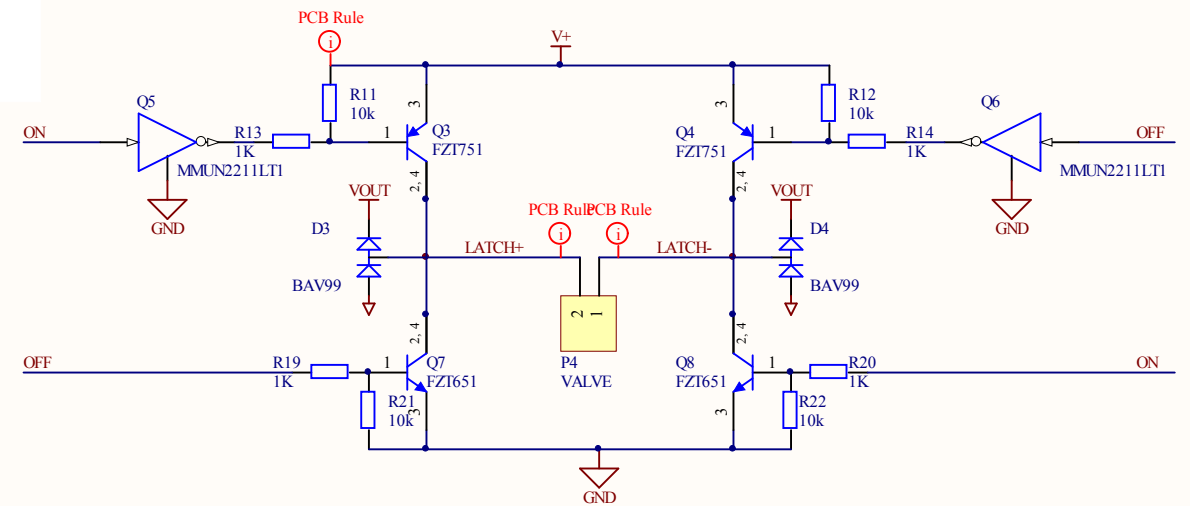 PCB Rule
i
V+
Q5
R11
10k
3
3
R12
10k
Q6
ON
R13
1K
1
Q3
FZT751
Q4
FZT751
1
R14
1K
OFF
MMUN2211LT1
MMUN2211LT1
2, 4
2, 4
GND
VOUT
VOUT
GND
PCB Rule
PCB Rule
D3
i
i
D4
LATCH+
LATCH-
BAV99
BAV99
2
1
2, 4
2, 4
OFF
R19
1K
1
Q7
FZT651
P4
VALVE
Q8
FZT651
1
R20
1K
ON
R21
10k
3
3
R22
10k
GND